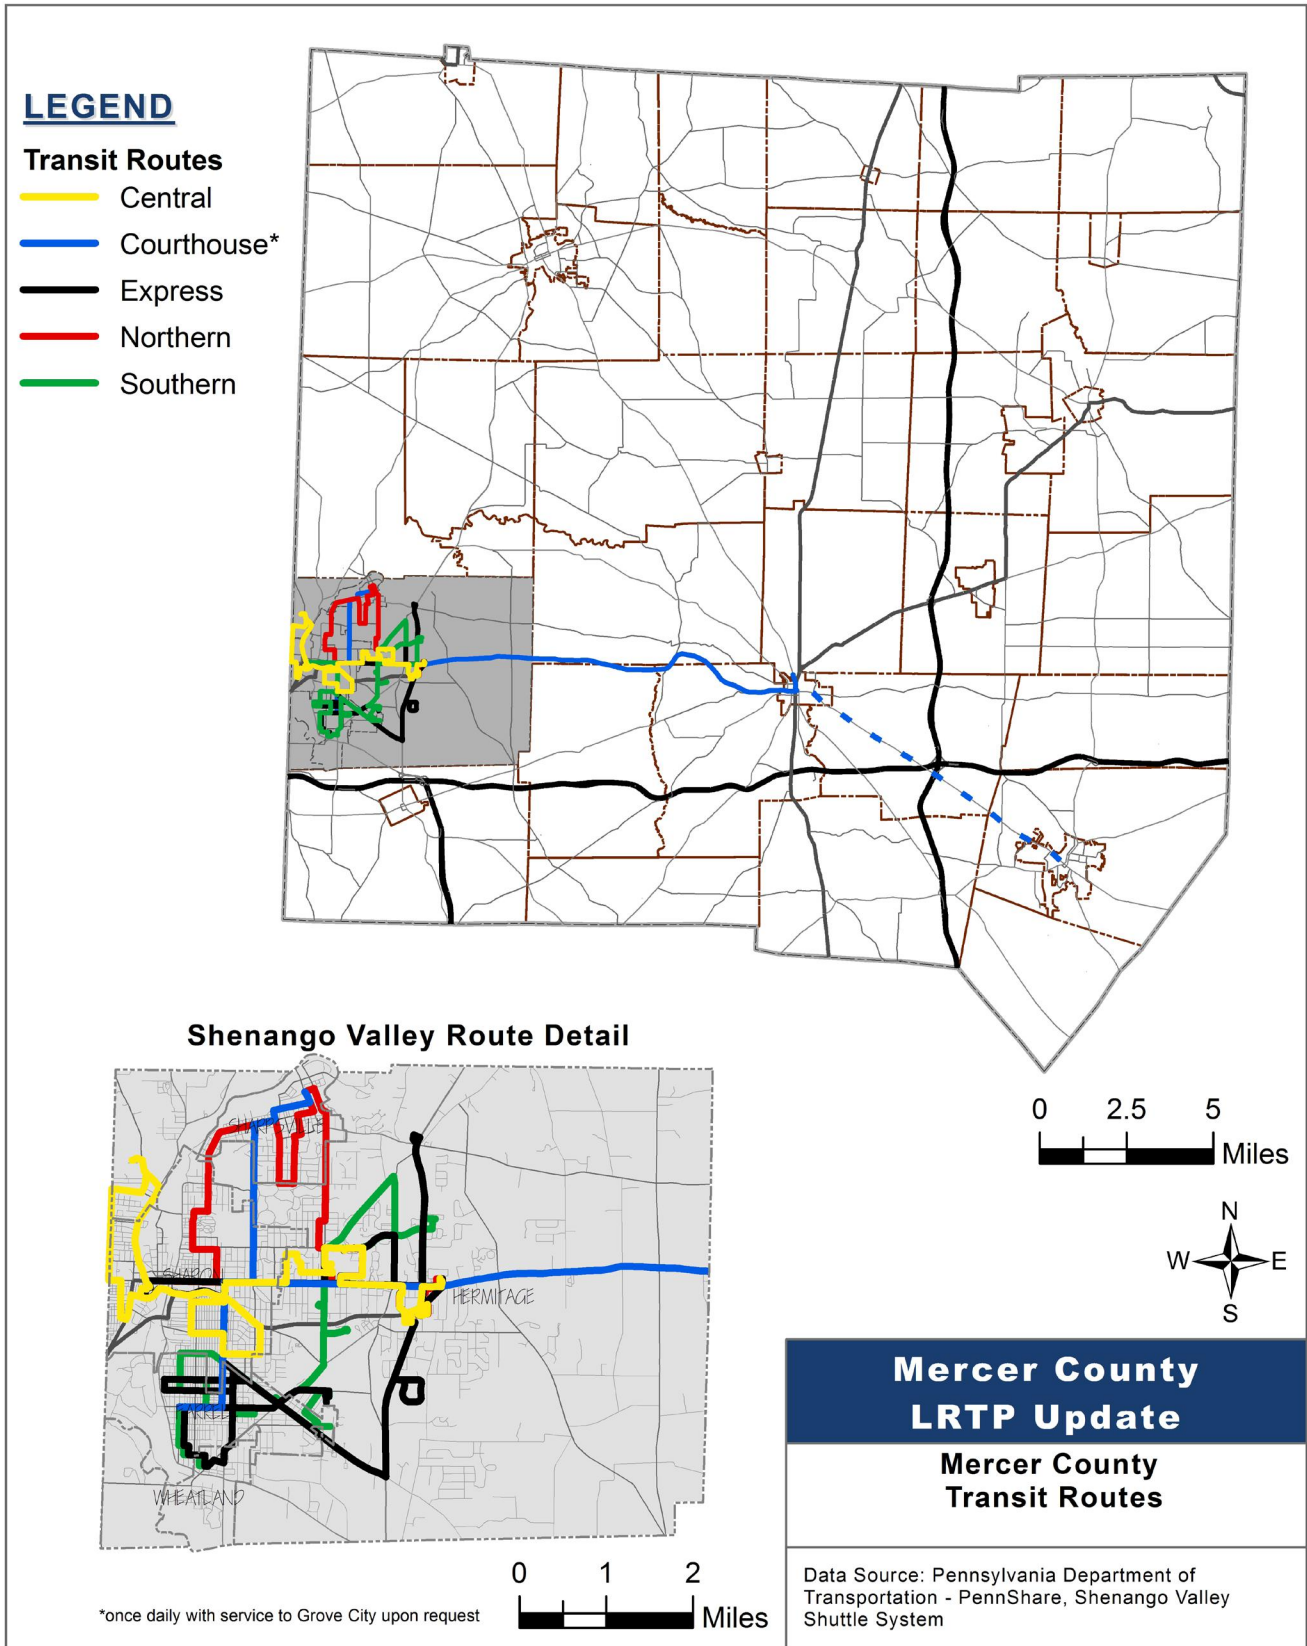 LEGEND
Transit Routes
Central
Courthouse*
Express
Northern
Southern
Shenango Valley Route Detail
SHARPSVILLE
SHARON
HERMITAGE
WHEATLAND
0 2.5 5
Miles
N
W E
S
0 1 2
Miles
*once daily with service to Grove City upon request
Mercer County
LRTP Update
Mercer County
Transit Routes
Data Source: Pennsylvania Department of
Transportation - PennShare, Shenango Valley
Shuttle System